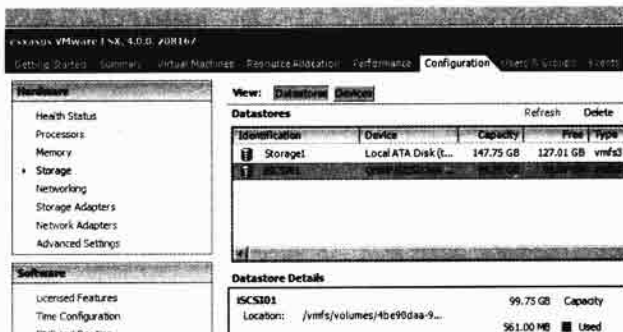 esxasus VMware ESX, 4.0.0, 208167
Getting Started Summary Virtual Machines Resource Allocation Performance Configuration Users & Groups Events
Hardware
Health Status
Processors
Memory
Storage
Networking
Storage Adapters
Network Adapters
Advanced Settings
Software
Licensed Features
Time Configuration
View: Datastores Devices
Datastores
Refresh Delete
Identification Device Capacity Free Type
Storage1 Local ATA Disk (t... 147.75 GB 127.01 GB vmfs3
iSCSI01
Datastore Details
iSCSI01 99.75 GB Capacity
Location: /vmfs/volumes/4be90daa-9...
561.00 MB Used